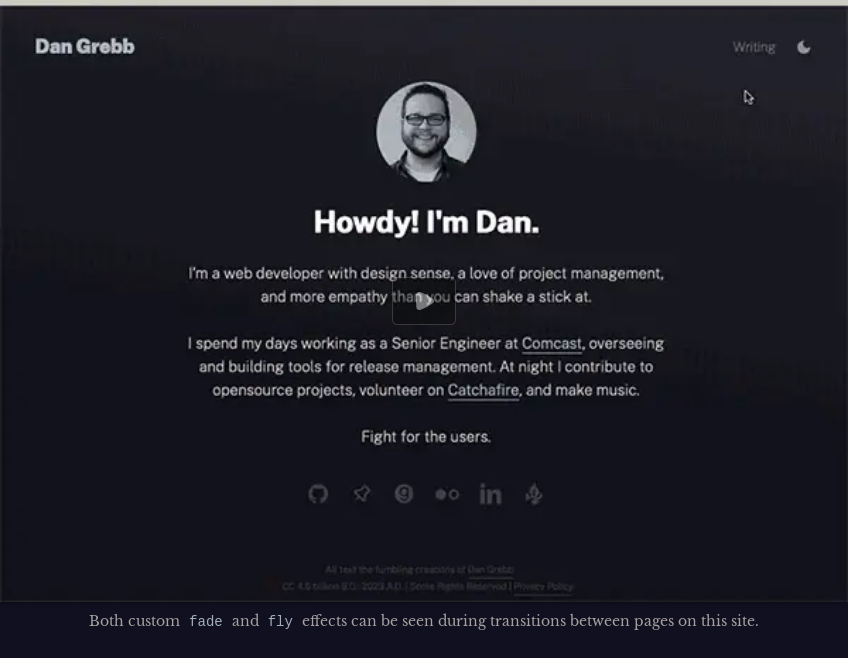 Dan Grebb
Writing
Howdy! I'm Dan.
I'm a web developer with design sense, a love of project management,
and more empathy than you can shake a stick at.
I spend my days working as a Senior Engineer at Comcast, overseeing
and building tools for release management. At night I contribute to
opensource projects, volunteer on Catchafire, and make music.
Fight for the users.
in
All text the fumbling creations of Dan Grebb
CC 4.6 billion B.C.-2023 A.D. | Some Rights Reserved | Privacy Policy
Both custom fade and fly effects can be seen during transitions between pages on this site.